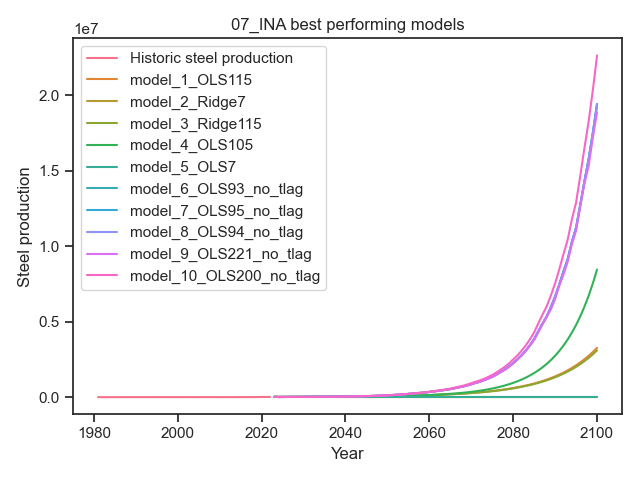 07_INA best performing models
1e7
Historic steel production
model_1_OLS115
model_2_Ridge7
model_3_Ridge115
model_4_OLS105
model_5_OLS7
model_6_OLS93_no_tlag
model_7_OLS95_no_tlag
model_8_OLS94_no_tlag
model_9_OLS221_no_tlag
model_10_OLS200_no_tlag
Steel production
2.0
1.5
1.0
0.5
0.0
1980 2000 2020 2040 2060 2080 2100
Year